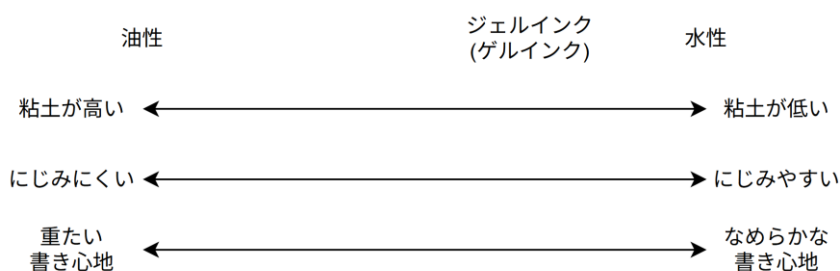 油性
ジェルインク
(ゲルインク)
水性
粘土が高い
粘土が低い
にじみにくい
にじみやすい
重たい
書き心地
なめらかな
書き心地